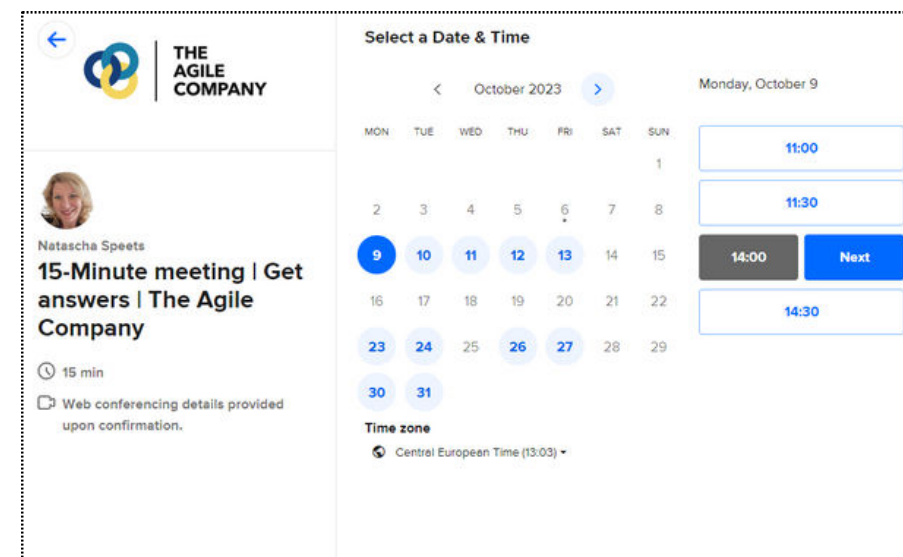 THE
AGILE
COMPANY
Natascha Speets
15-Minute meeting | Get
answers | The Agile
Company
15 min
Web conferencing details provided
upon confirmation.
Select a Date & Time
October 2023
MON TUE WED THU FRI SAT SUN
1
2 3 4 5 6 7 8
9 10 11 12 13 14 15
16 17 18 19 20 21 22
23 24 25 26 27 28 29
30 31
Time zone
Central European Time (13:03)
Monday, October 9
11:00
11:30
14:00 Next
14:30